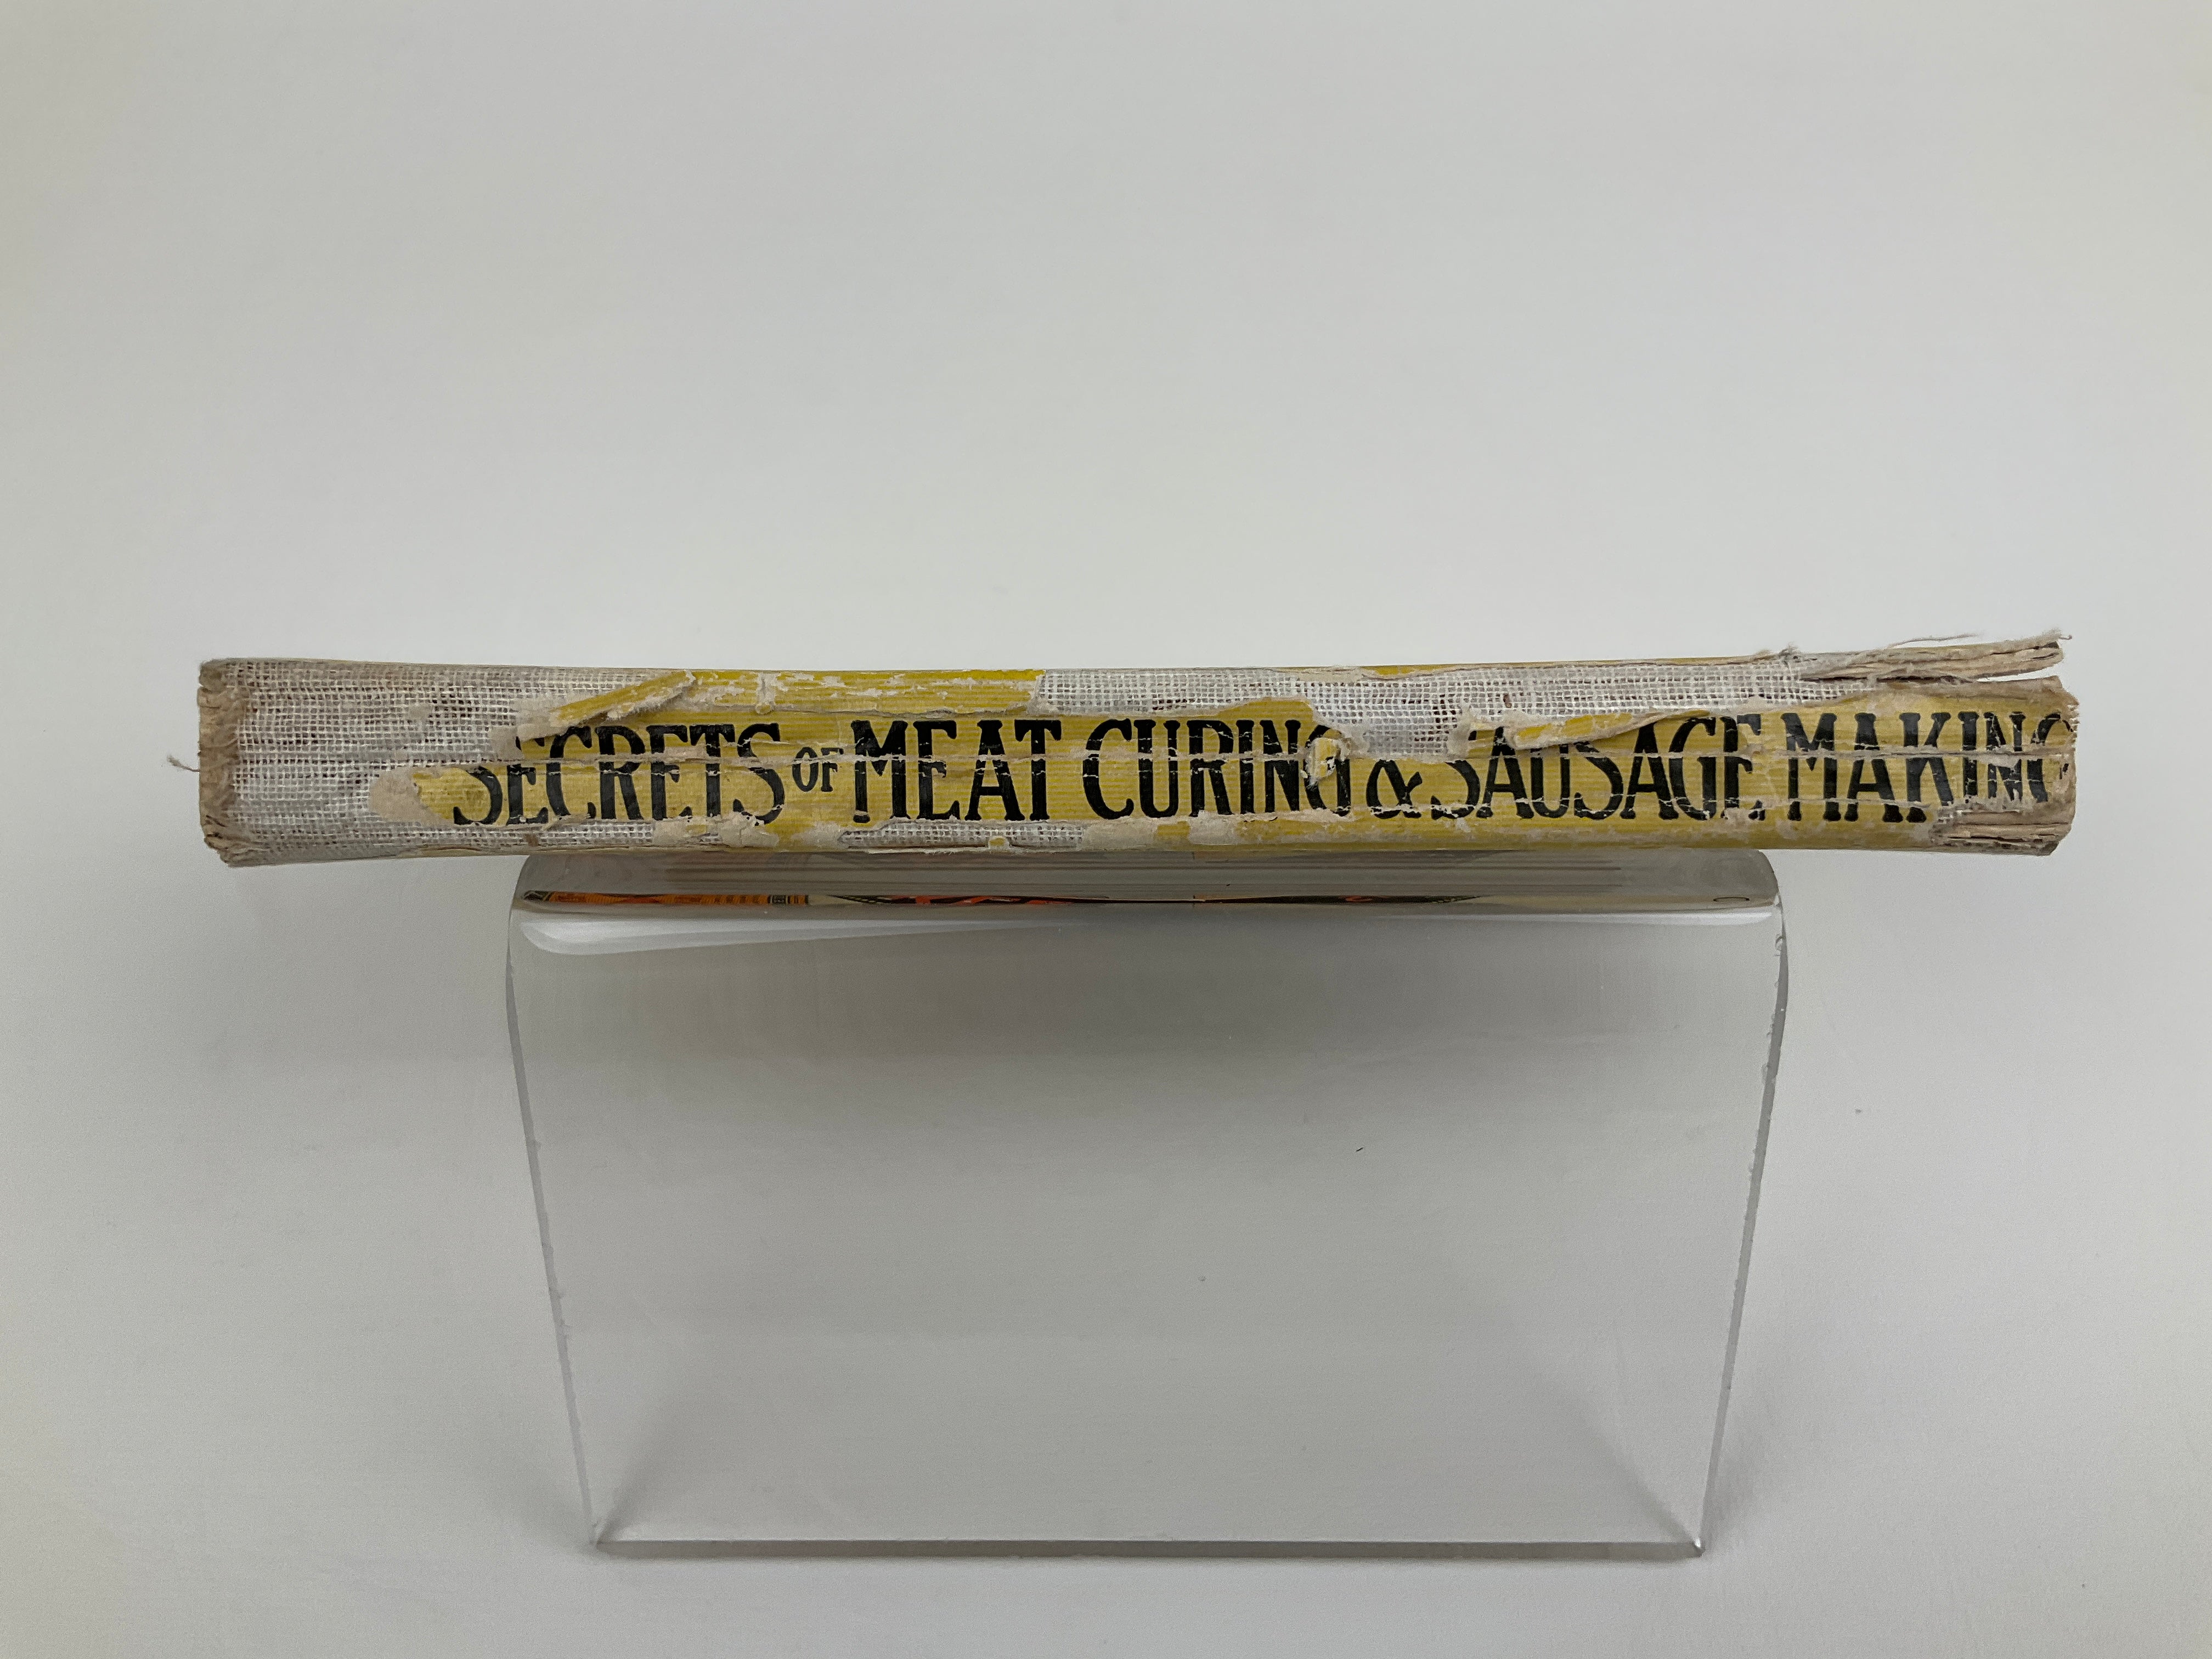 SECRETS OF MEAT CURING & SAUSAGE MAKING